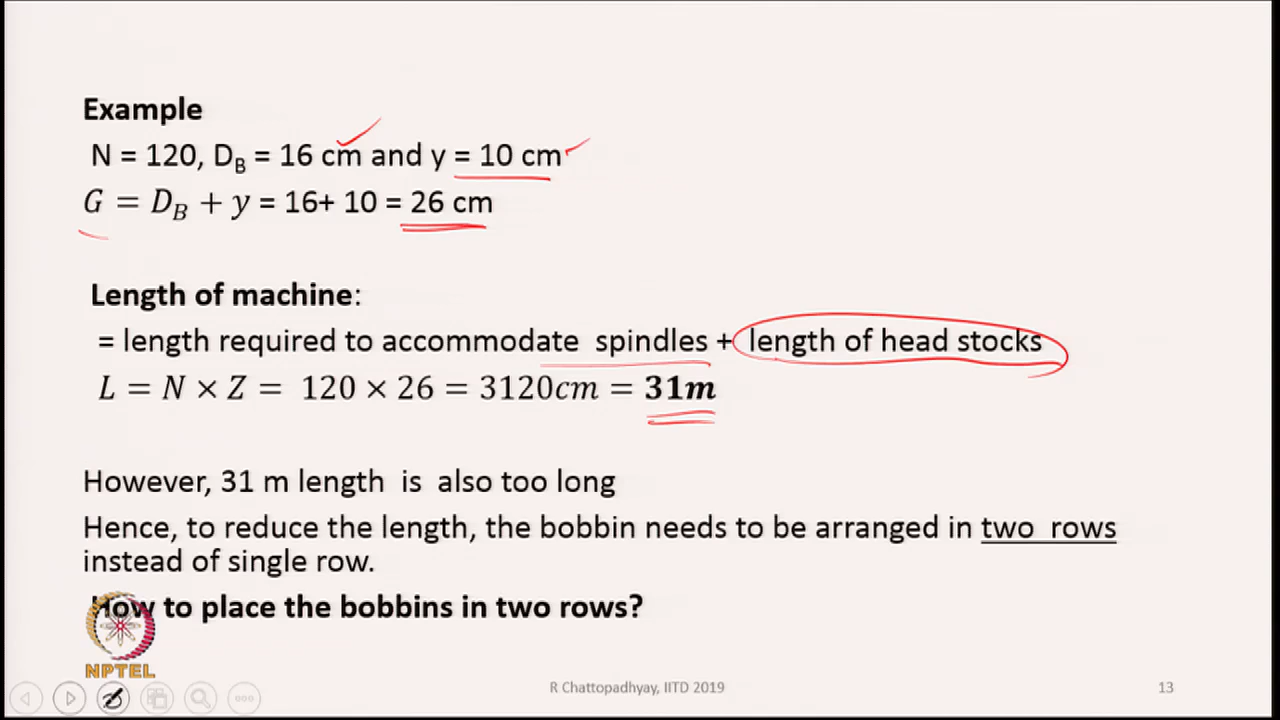 Example
N = 120, D_B = 16 cm and y = 10 cm
G = D_B + y = 16+ 10 = 26 cm
Length of machine:
= length required to accommodate spindles + length of head stocks
L = N × Z = 120 × 26 = 3120cm = 31m
However, 31 m length is also too long
Hence, to reduce the length, the bobbin needs to be arranged in two rows
instead of single row.
How to place the bobbins in two rows?
NPTEL
R Chattopadhyay, IITD 2019
13